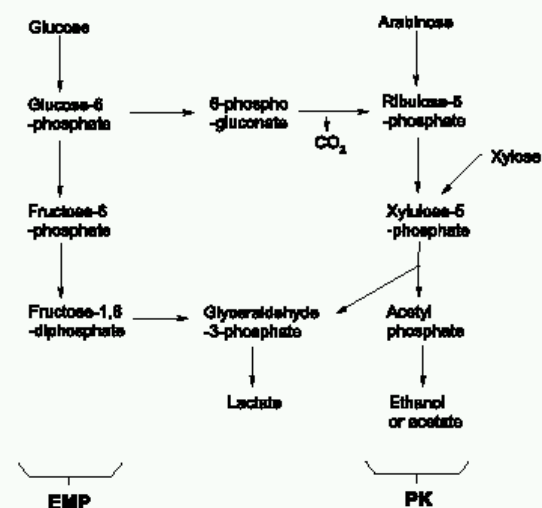 Glucose
Arabinose
Glucose-6
-phosphate
6-phospho
-gluconate
Ribulose-5
-phosphate
CO2
Xylose
Fructose-6
-phosphate
Xylulose-5
-phosphate
Fructose-1,6
-diphosphate
Glyceraldehyde
-3-phosphate
Acetyl
phosphate
Lactate
Ethanol
or acetate
EMP
PK